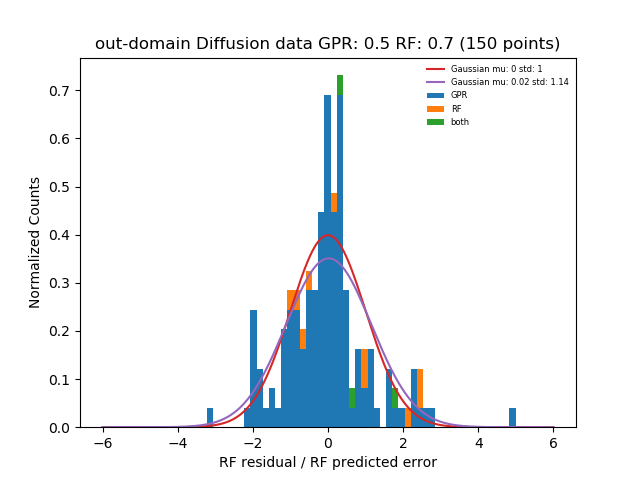 out-domain Diffusion data GPR: 0.5 RF: 0.7 (150 points)
Gaussian mu: 0 std: 1
Gaussian mu: 0.02 std: 1.14
GPR
RF
both
Normalized Counts
0.7
0.6
0.5
0.4
0.3
0.2
0.1
0.0
−6 −4 −2 0 2 4 6
RF residual / RF predicted error